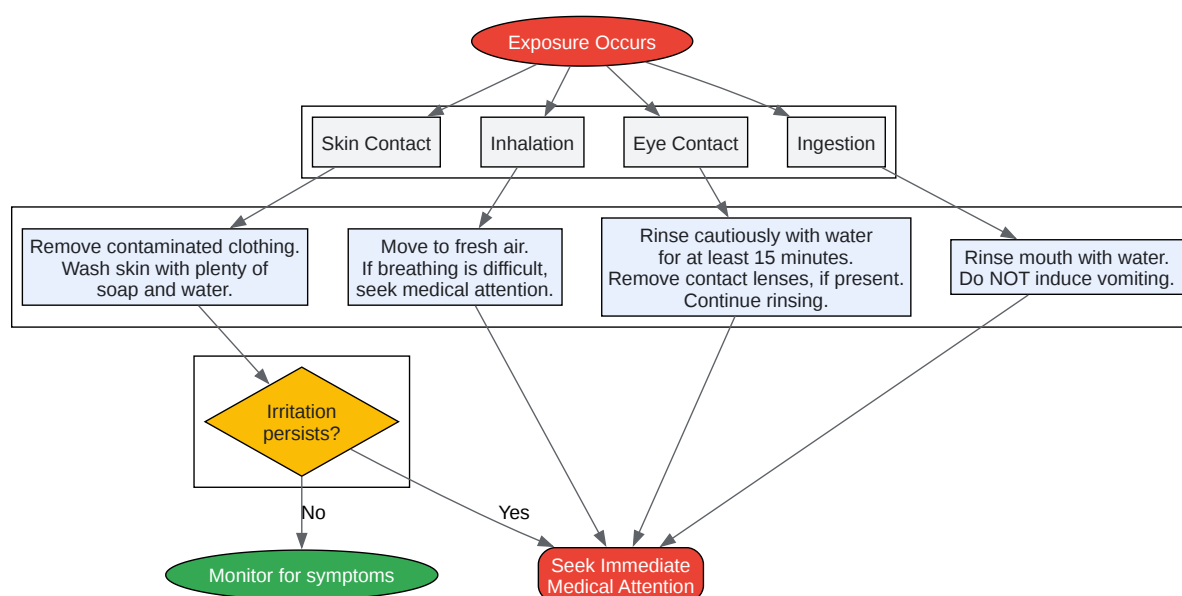 Exposure Occurs
Skin Contact
Inhalation
Eye Contact
Ingestion
Remove contaminated clothing.
Wash skin with plenty of
soap and water.
Move to fresh air.
If breathing is difficult,
seek medical attention.
Rinse cautiously with water
for at least 15 minutes.
Remove contact lenses, if present.
Continue rinsing.
Rinse mouth with water.
Do NOT induce vomiting.
Irritation
persists?
No
Yes
Monitor for symptoms
Seek Immediate
Medical Attention